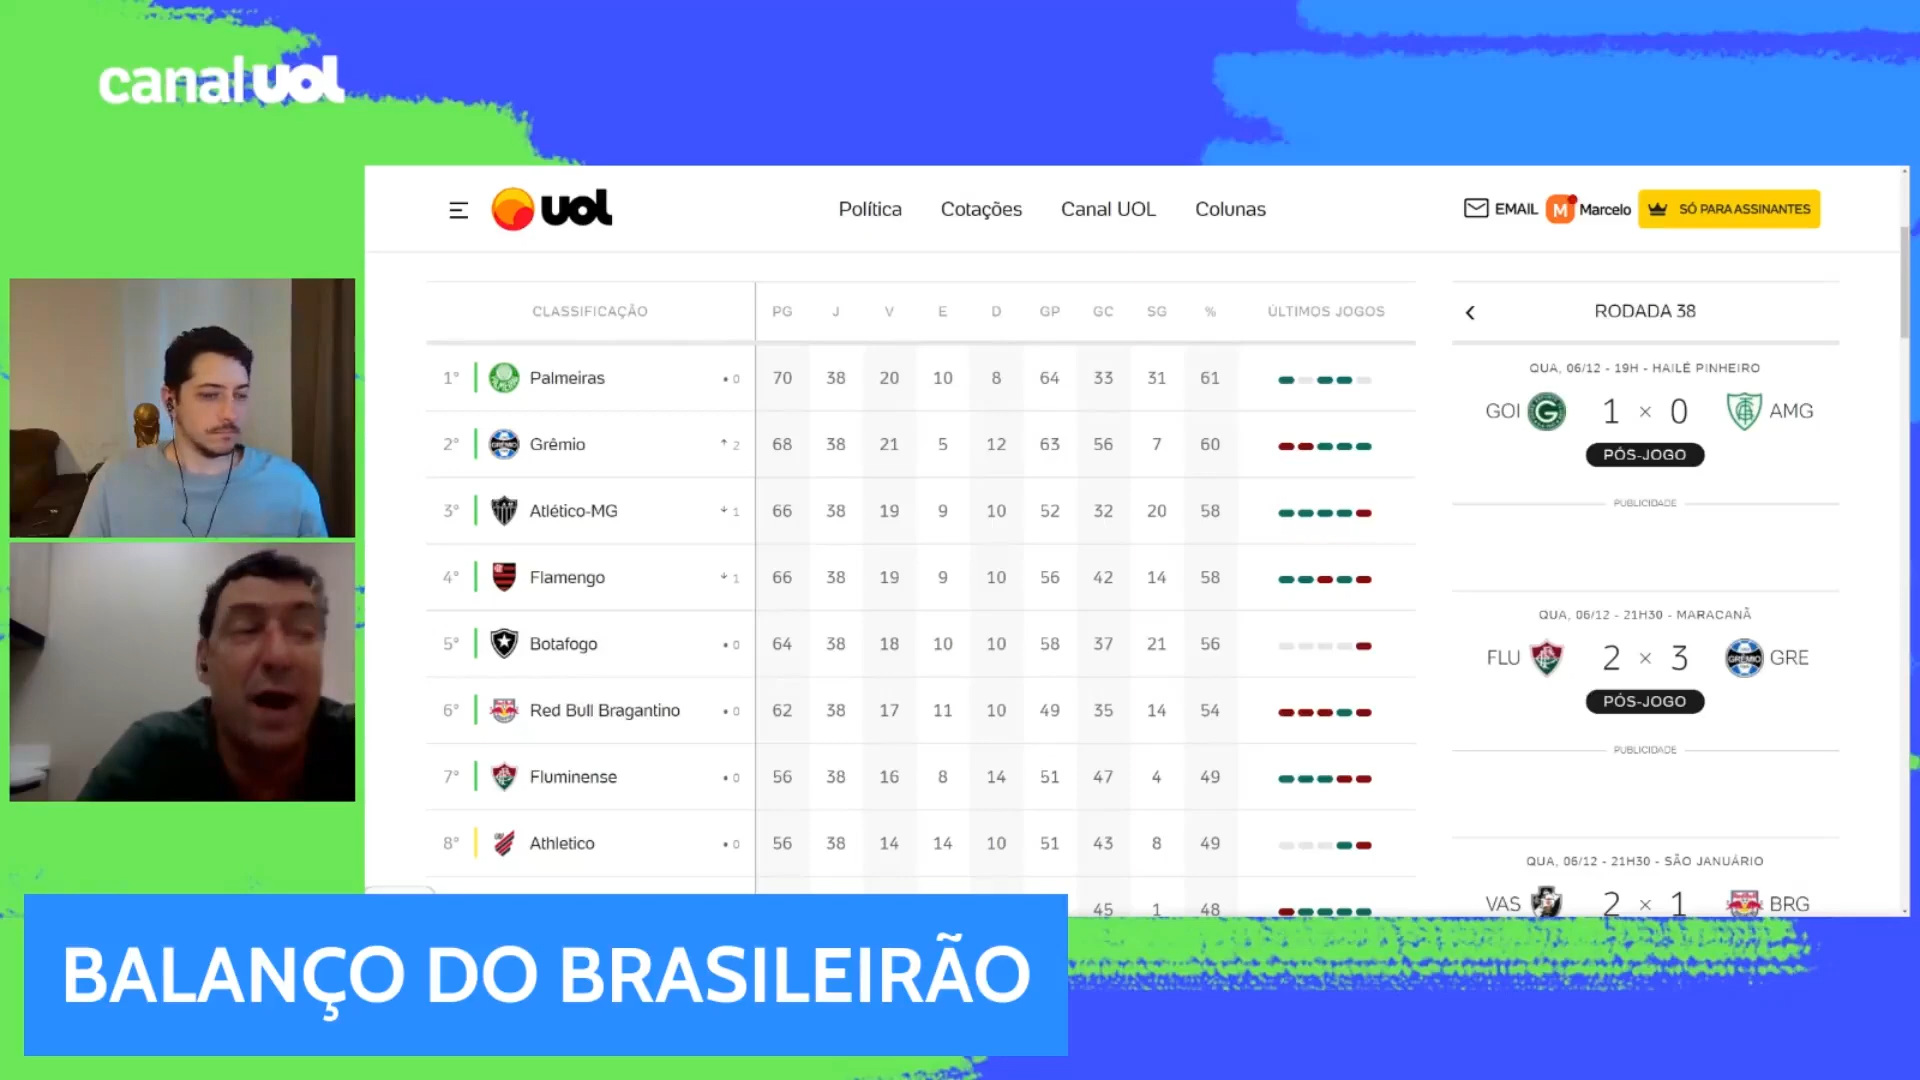 canal uol
uol
Política Cotações Canal UOL Colunas
EMAIL M Marcelo SÓ PARA ASSINANTES
CLASSIFICAÇÃO PG J V E D GP GC SG % ÚLTIMOS JOGOS
1º Palmeiras • 0 70 38 20 10 8 64 33 31 61
2º Grêmio ↑ 2 68 38 21 5 12 63 56 7 60
3º Atlético-MG ↓ 1 66 38 19 9 10 52 32 20 58
4º Flamengo ↓ 1 66 38 19 9 10 56 42 14 58
5º Botafogo • 0 64 38 18 10 10 58 37 21 56
6º Red Bull Bragantino • 0 62 38 17 11 10 49 35 14 54
7º Fluminense • 0 56 38 16 8 14 51 47 4 49
8º Athletico • 0 56 38 14 14 10 51 43 8 49
45 1 48
RODADA 38
QUA, 06/12 - 19H - HAILÉ PINHEIRO
GOI 1 × 0 AMG
PÓS-JOGO
PUBLICIDADE
QUA, 06/12 - 21H30 - MARACANÃ
FLU 2 × 3 GRE
PÓS-JOGO
PUBLICIDADE
QUA, 06/12 - 21H30 - SÃO JANUÁRIO
VAS 2 × 1 BRG
BALANÇO DO BRASILEIRÃO